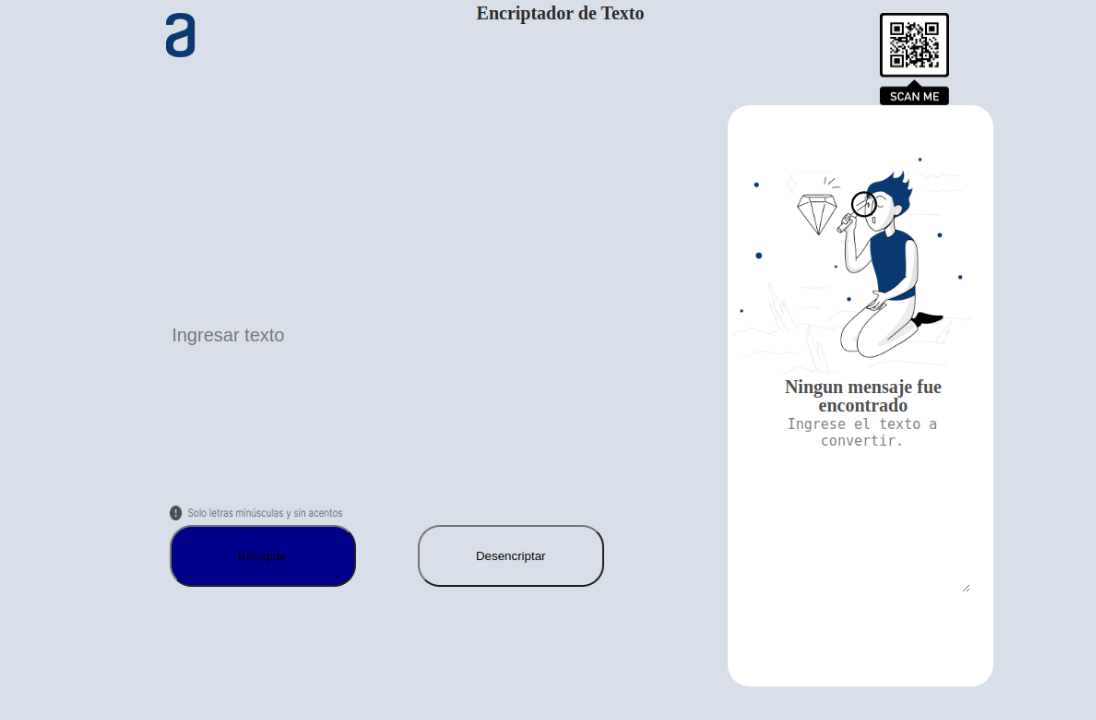 a
Encriptador de Texto
SCAN ME
Ingresar texto
Ningun mensaje fue
encontrado
Ingrese el texto a
convertir.
! Solo letras minúsculas y sin acentos
Encriptar
Desencriptar